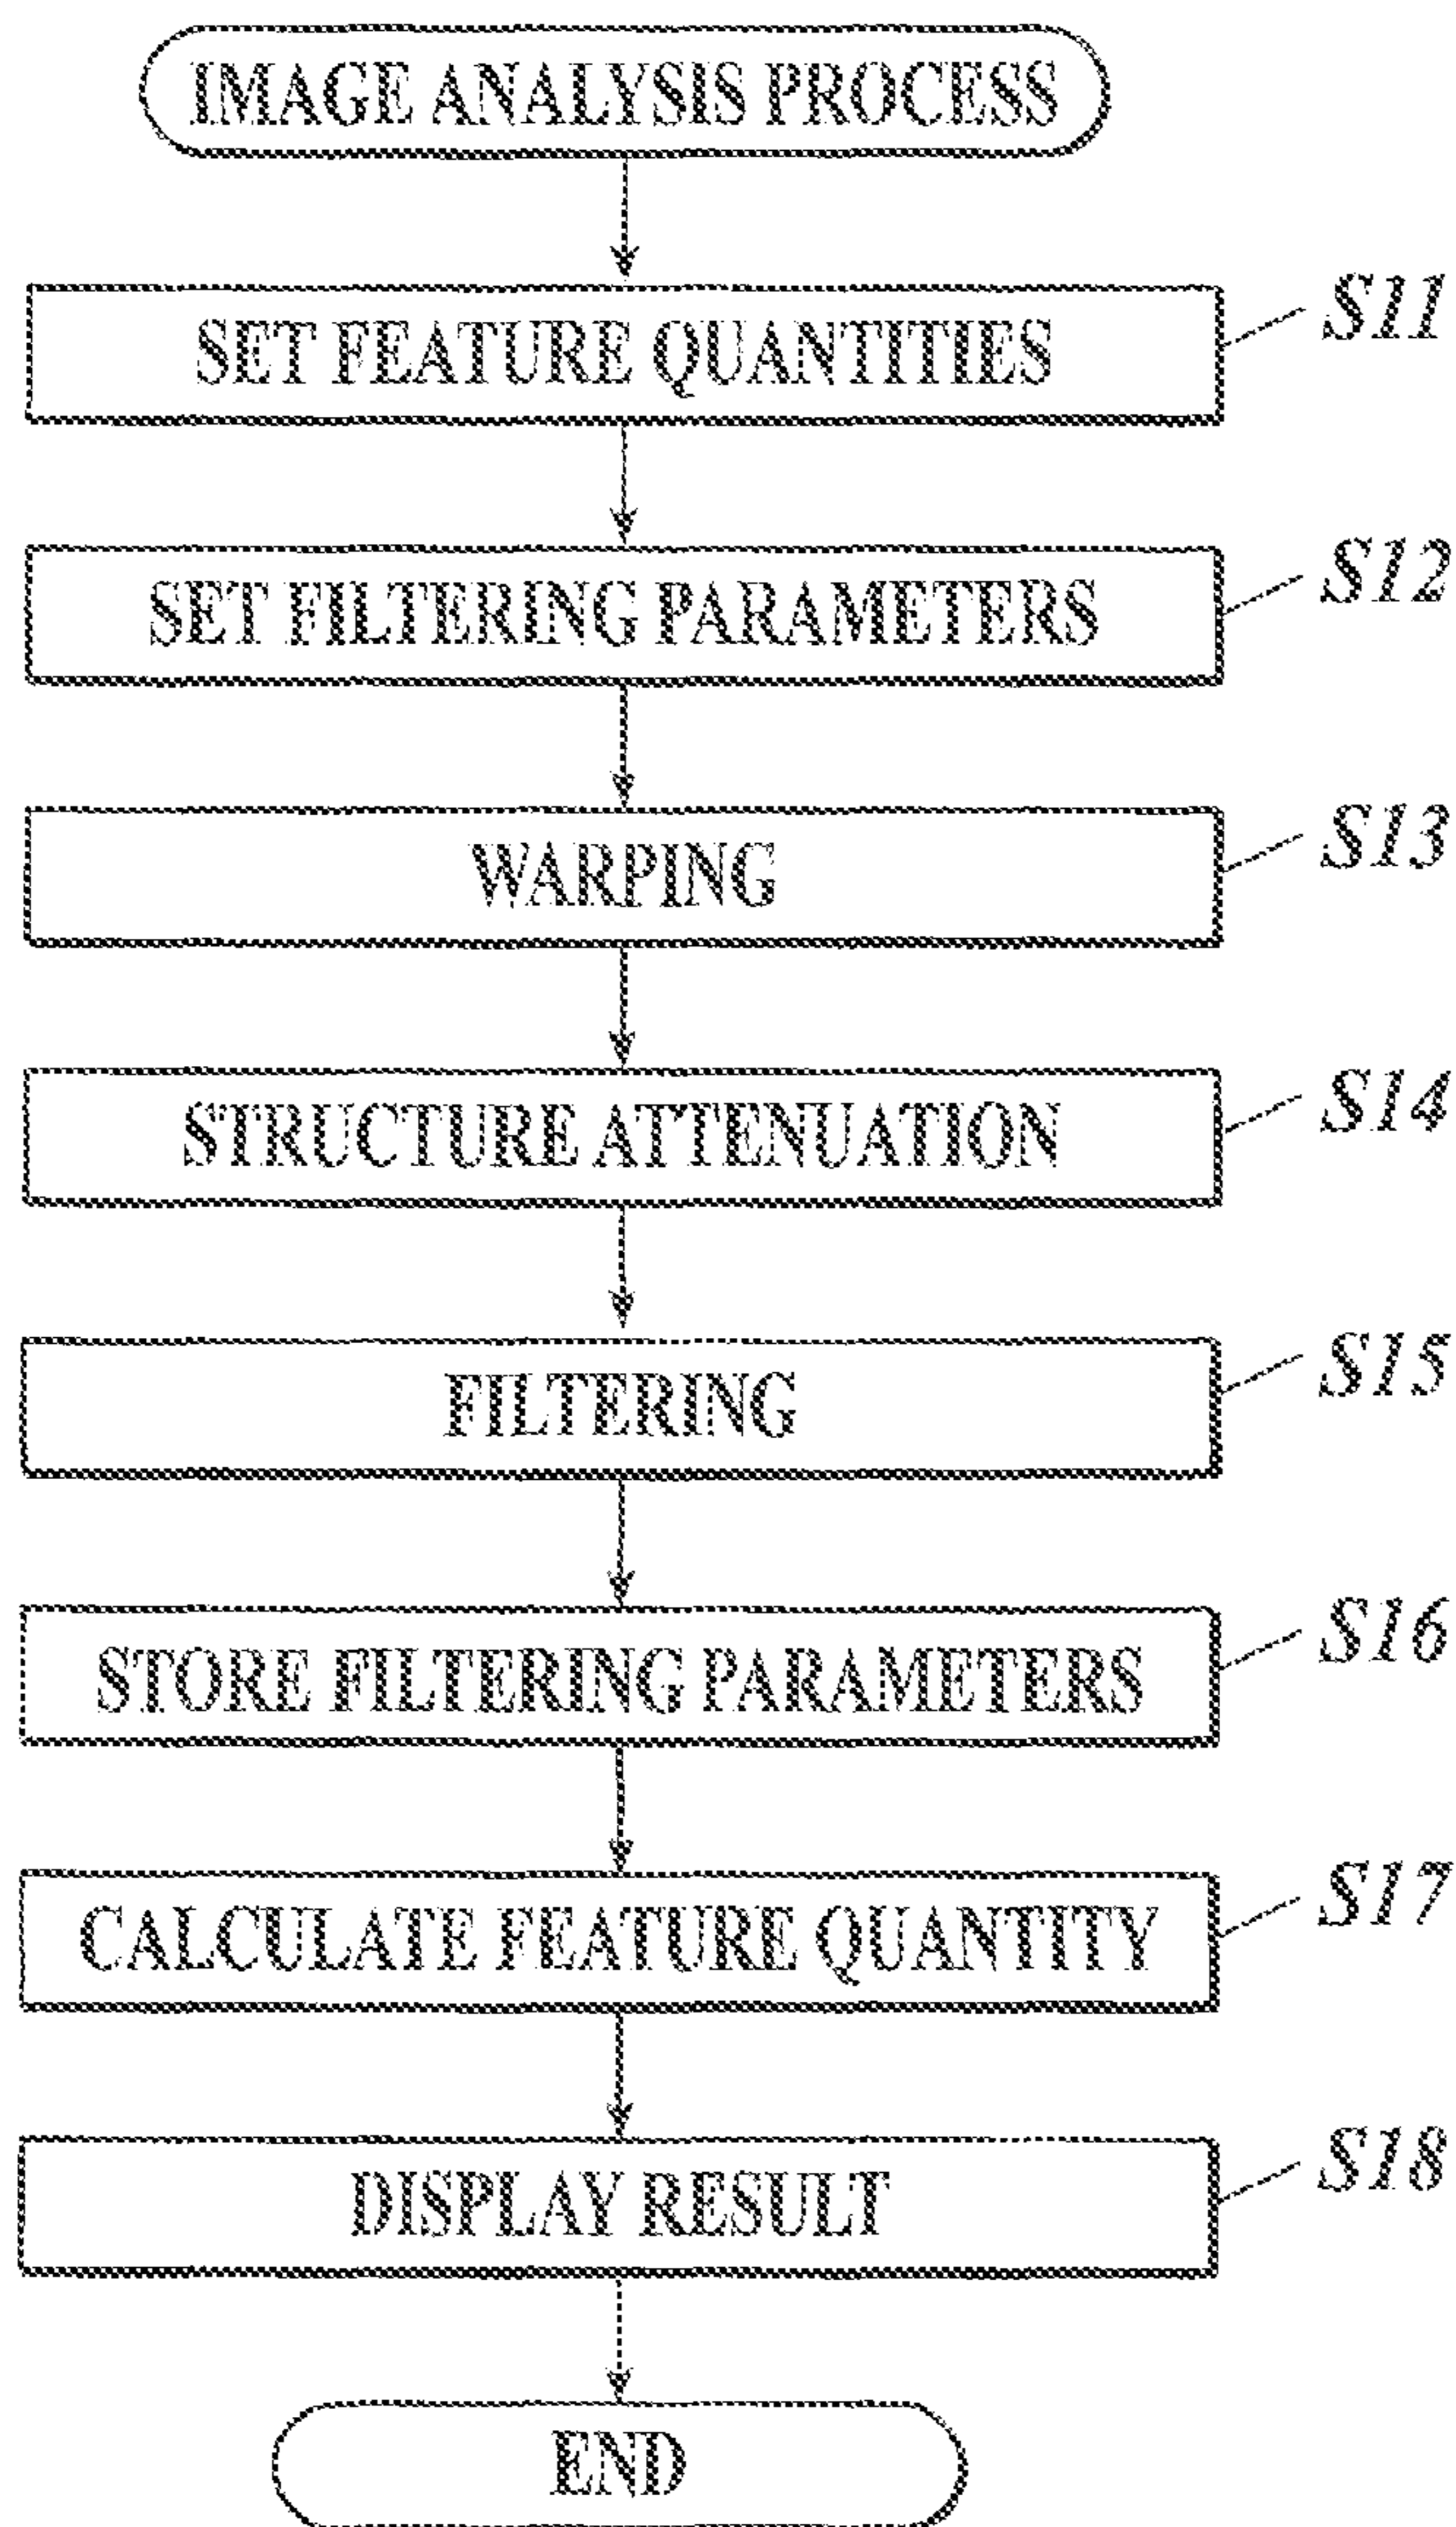 IMAGE ANALYSIS PROCESS
SET FEATURE QUANTITIES
S11
SET FILTERING PARAMETERS
S12
WARPING
S13
STRUCTURE ATTENUATION
S14
FILTERING
S15
STORE FILTERING PARAMETERS
S16
CALCULATE FEATURE QUANTITY
S17
DISPLAY RESULT
S18
END